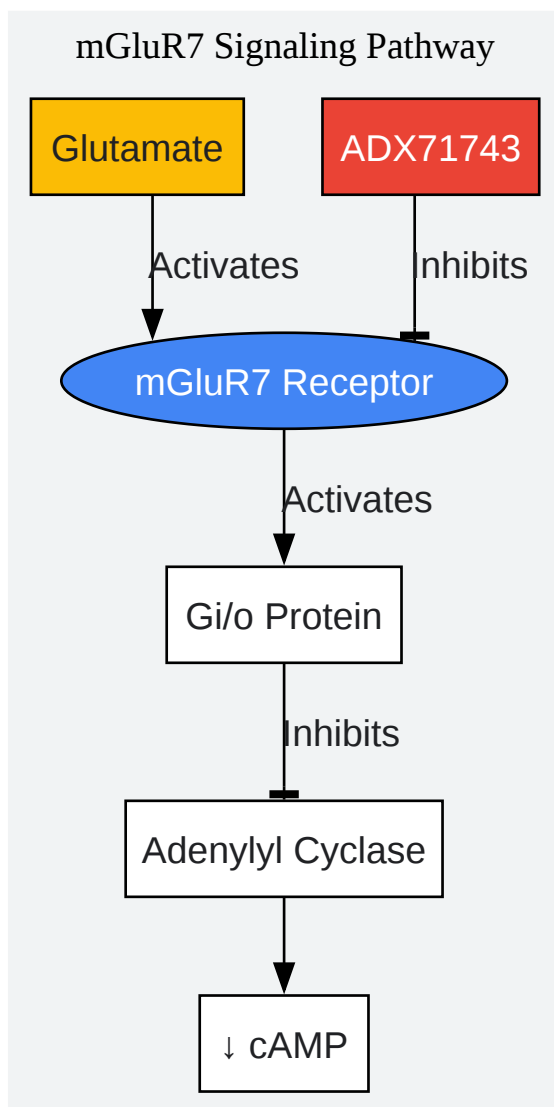 mGluR7 Signaling Pathway
Glutamate
ADX71743
Activates
Inhibits
mGluR7 Receptor
Activates
Gi/o Protein
Inhibits
Adenylyl Cyclase
↓ cAMP